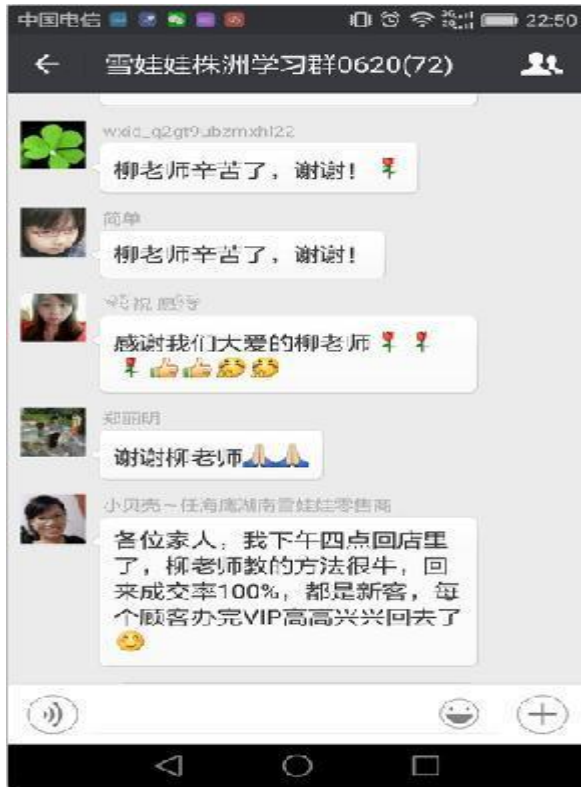 中国电信
22:50
雪娃娃株洲学习群0620(72)
wxid_q2gt9ubzmxhl22
柳老师辛苦了，谢谢！
简单
柳老师辛苦了，谢谢！
感谢我们大爱的柳老师
郑丽明
谢谢柳老师
小贝壳～任海鹰湖南雪娃娃零售商
各位家人，我下午四点回店里
了，柳老师教的方法很牛，回
来成交率100%，都是新客，每
个顾客办完VIP高高兴兴回去了